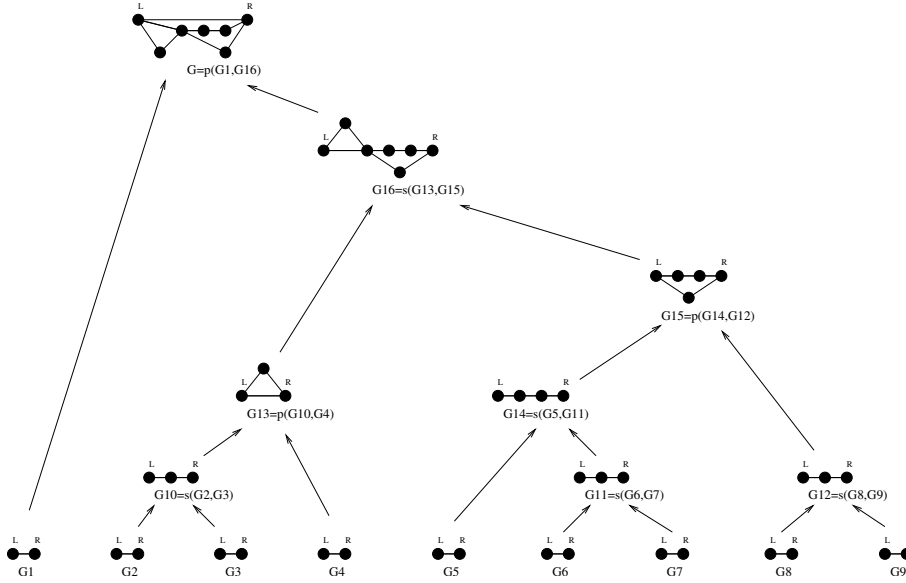 L R
G=p(G1,G16)
L R
G16=s(G13,G15)
L R
G15=p(G14,G12)
L R
G13=p(G10,G4)
L R
G14=s(G5,G11)
L R
G10=s(G2,G3)
L R
G11=s(G6,G7)
L R
G12=s(G8,G9)
L R L R L R L R L R L R L R L R L
G1 G2 G3 G4 G5 G6 G7 G8 G9